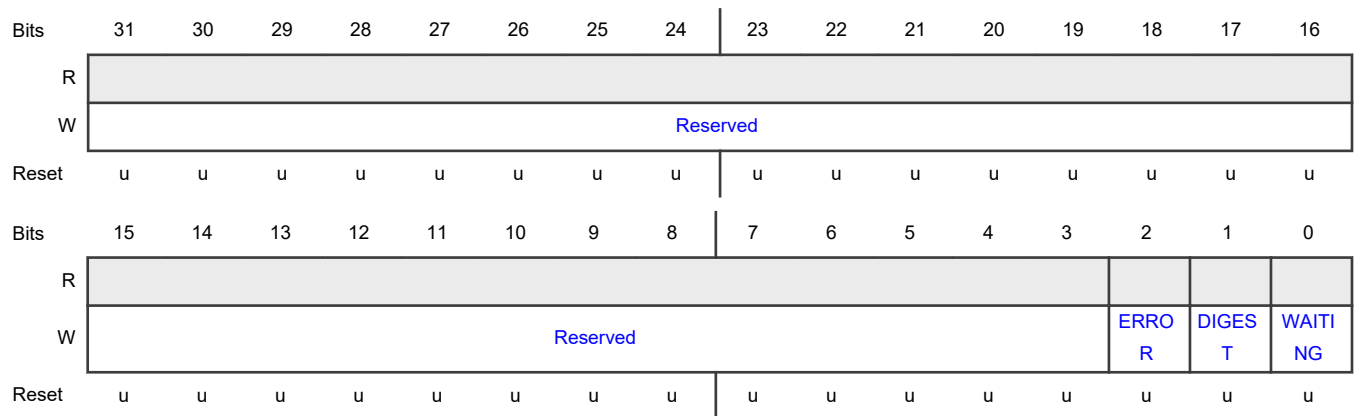 Bits 31 30 29 28 27 26 25 24 23 22 21 20 19 18 17 16
R
W Reserved
Reset u u u u u u u u u u u u u u u u
Bits 15 14 13 12 11 10 9 8 7 6 5 4 3 2 1 0
R
W Reserved ERRO DIGES WAITI
R T NG
Reset u u u u u u u u u u u u u u u u